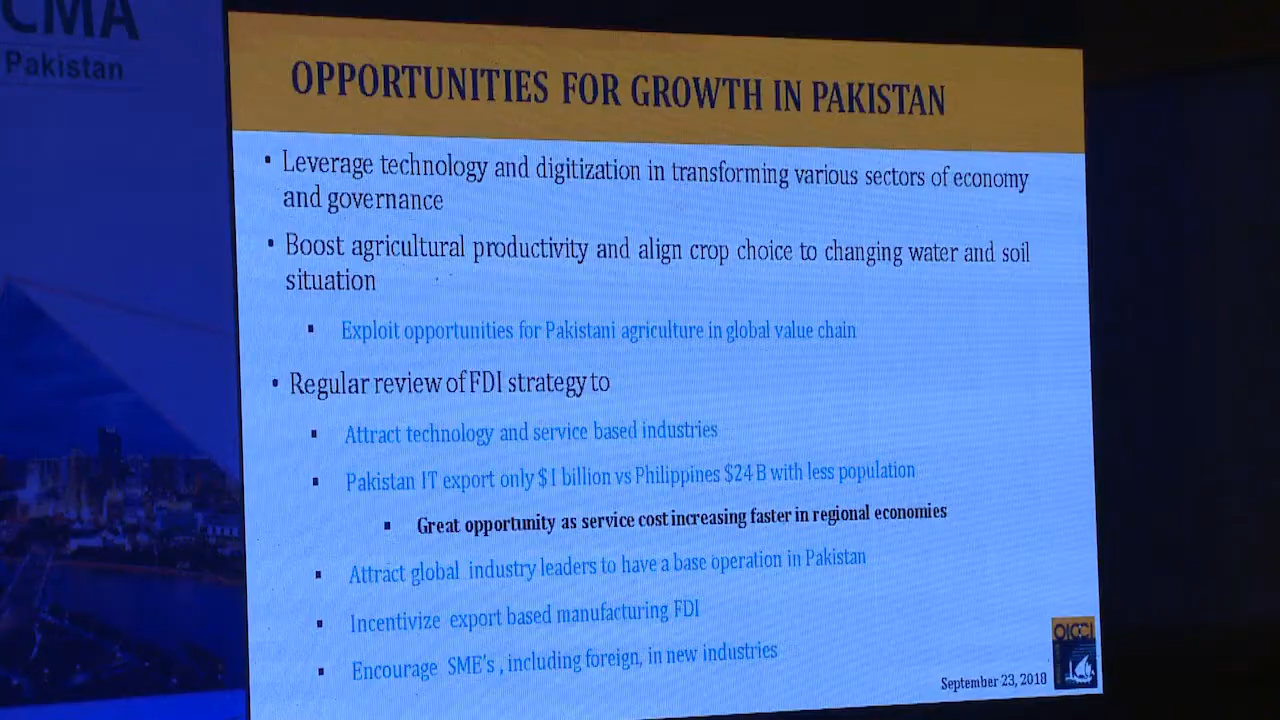 CMA
Pakistan
OPPORTUNITIES FOR GROWTH IN PAKISTAN
▪ Leverage technology and digitization in transforming various sectors of economy
and governance
▪ Boost agricultural productivity and align crop choice to changing water and soil
situation
▪ Exploit opportunities for Pakistani agriculture in global value chain
▪ Regular review of FDI strategy to
▪ Attract technology and service based industries
▪ Pakistan IT export only $1 billion vs Philippines $24 B with less population
▪ Great opportunity as service cost increasing faster in regional economies
▪ Attract global industry leaders to have a base operation in Pakistan
▪ Incentivize export based manufacturing FDI
▪ Encourage SME's , including foreign, in new industries
OICCI
September 23, 2018